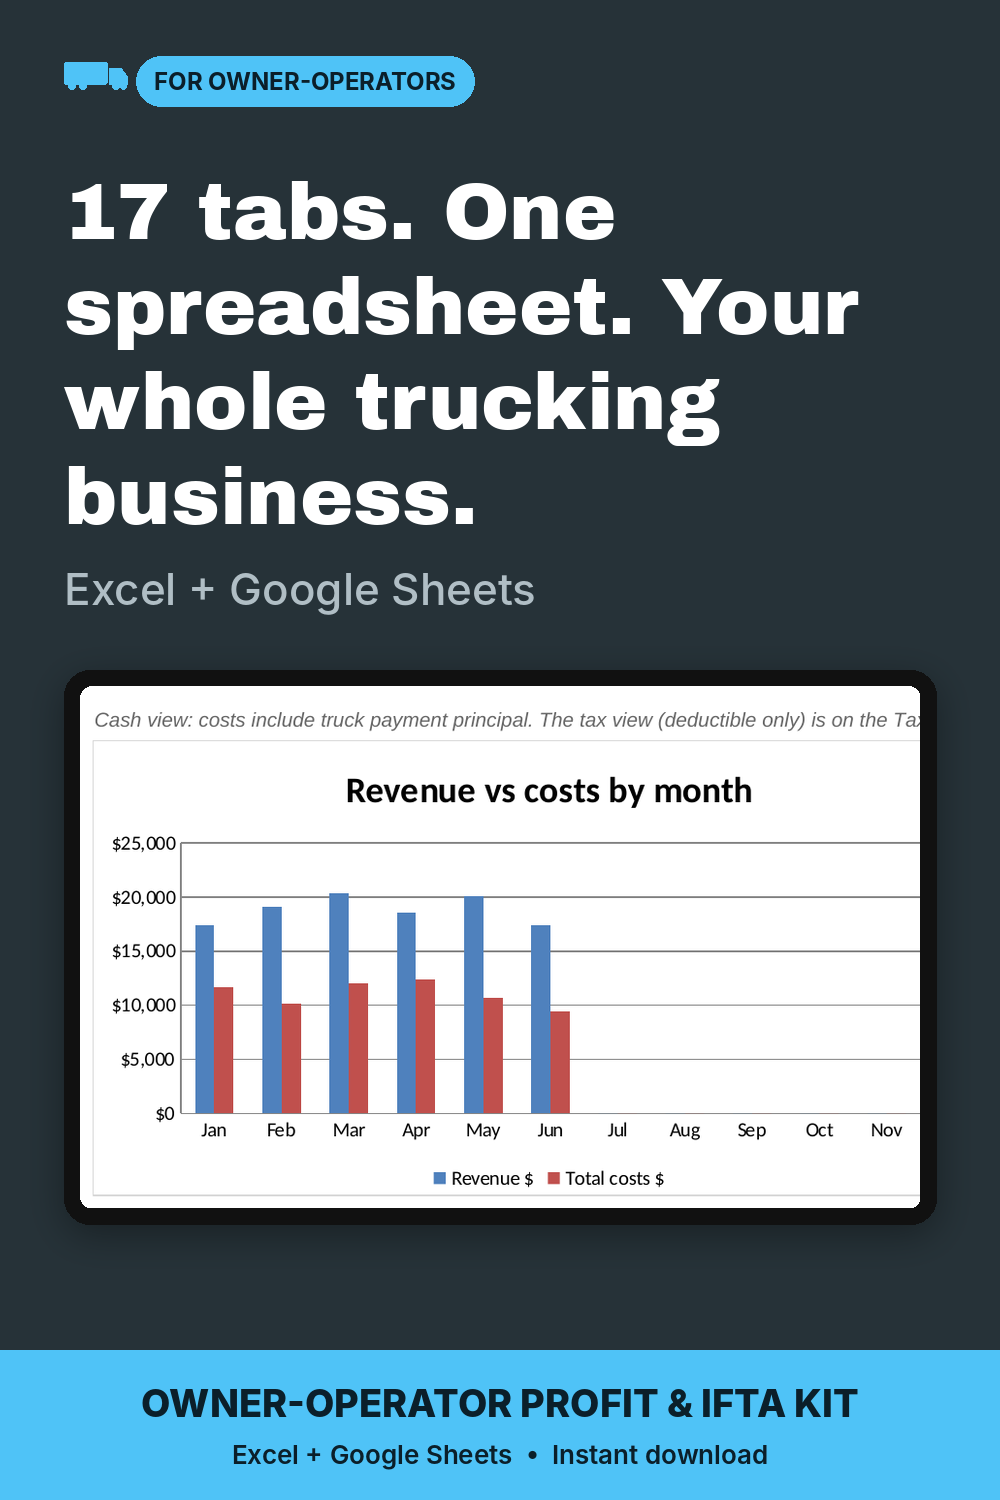 FOR OWNER-OPERATORS
17 tabs. One
spreadsheet. Your
whole trucking
business.
Excel + Google Sheets
Cash view: costs include truck payment principal. The tax view (deductible only) is on the Tax
Revenue vs costs by month
$25,000
$20,000
$15,000
$10,000
$5,000
$0
Jan Feb Mar Apr May Jun Jul Aug Sep Oct Nov
Revenue $ Total costs $
OWNER-OPERATOR PROFIT & IFTA KIT
Excel + Google Sheets • Instant download